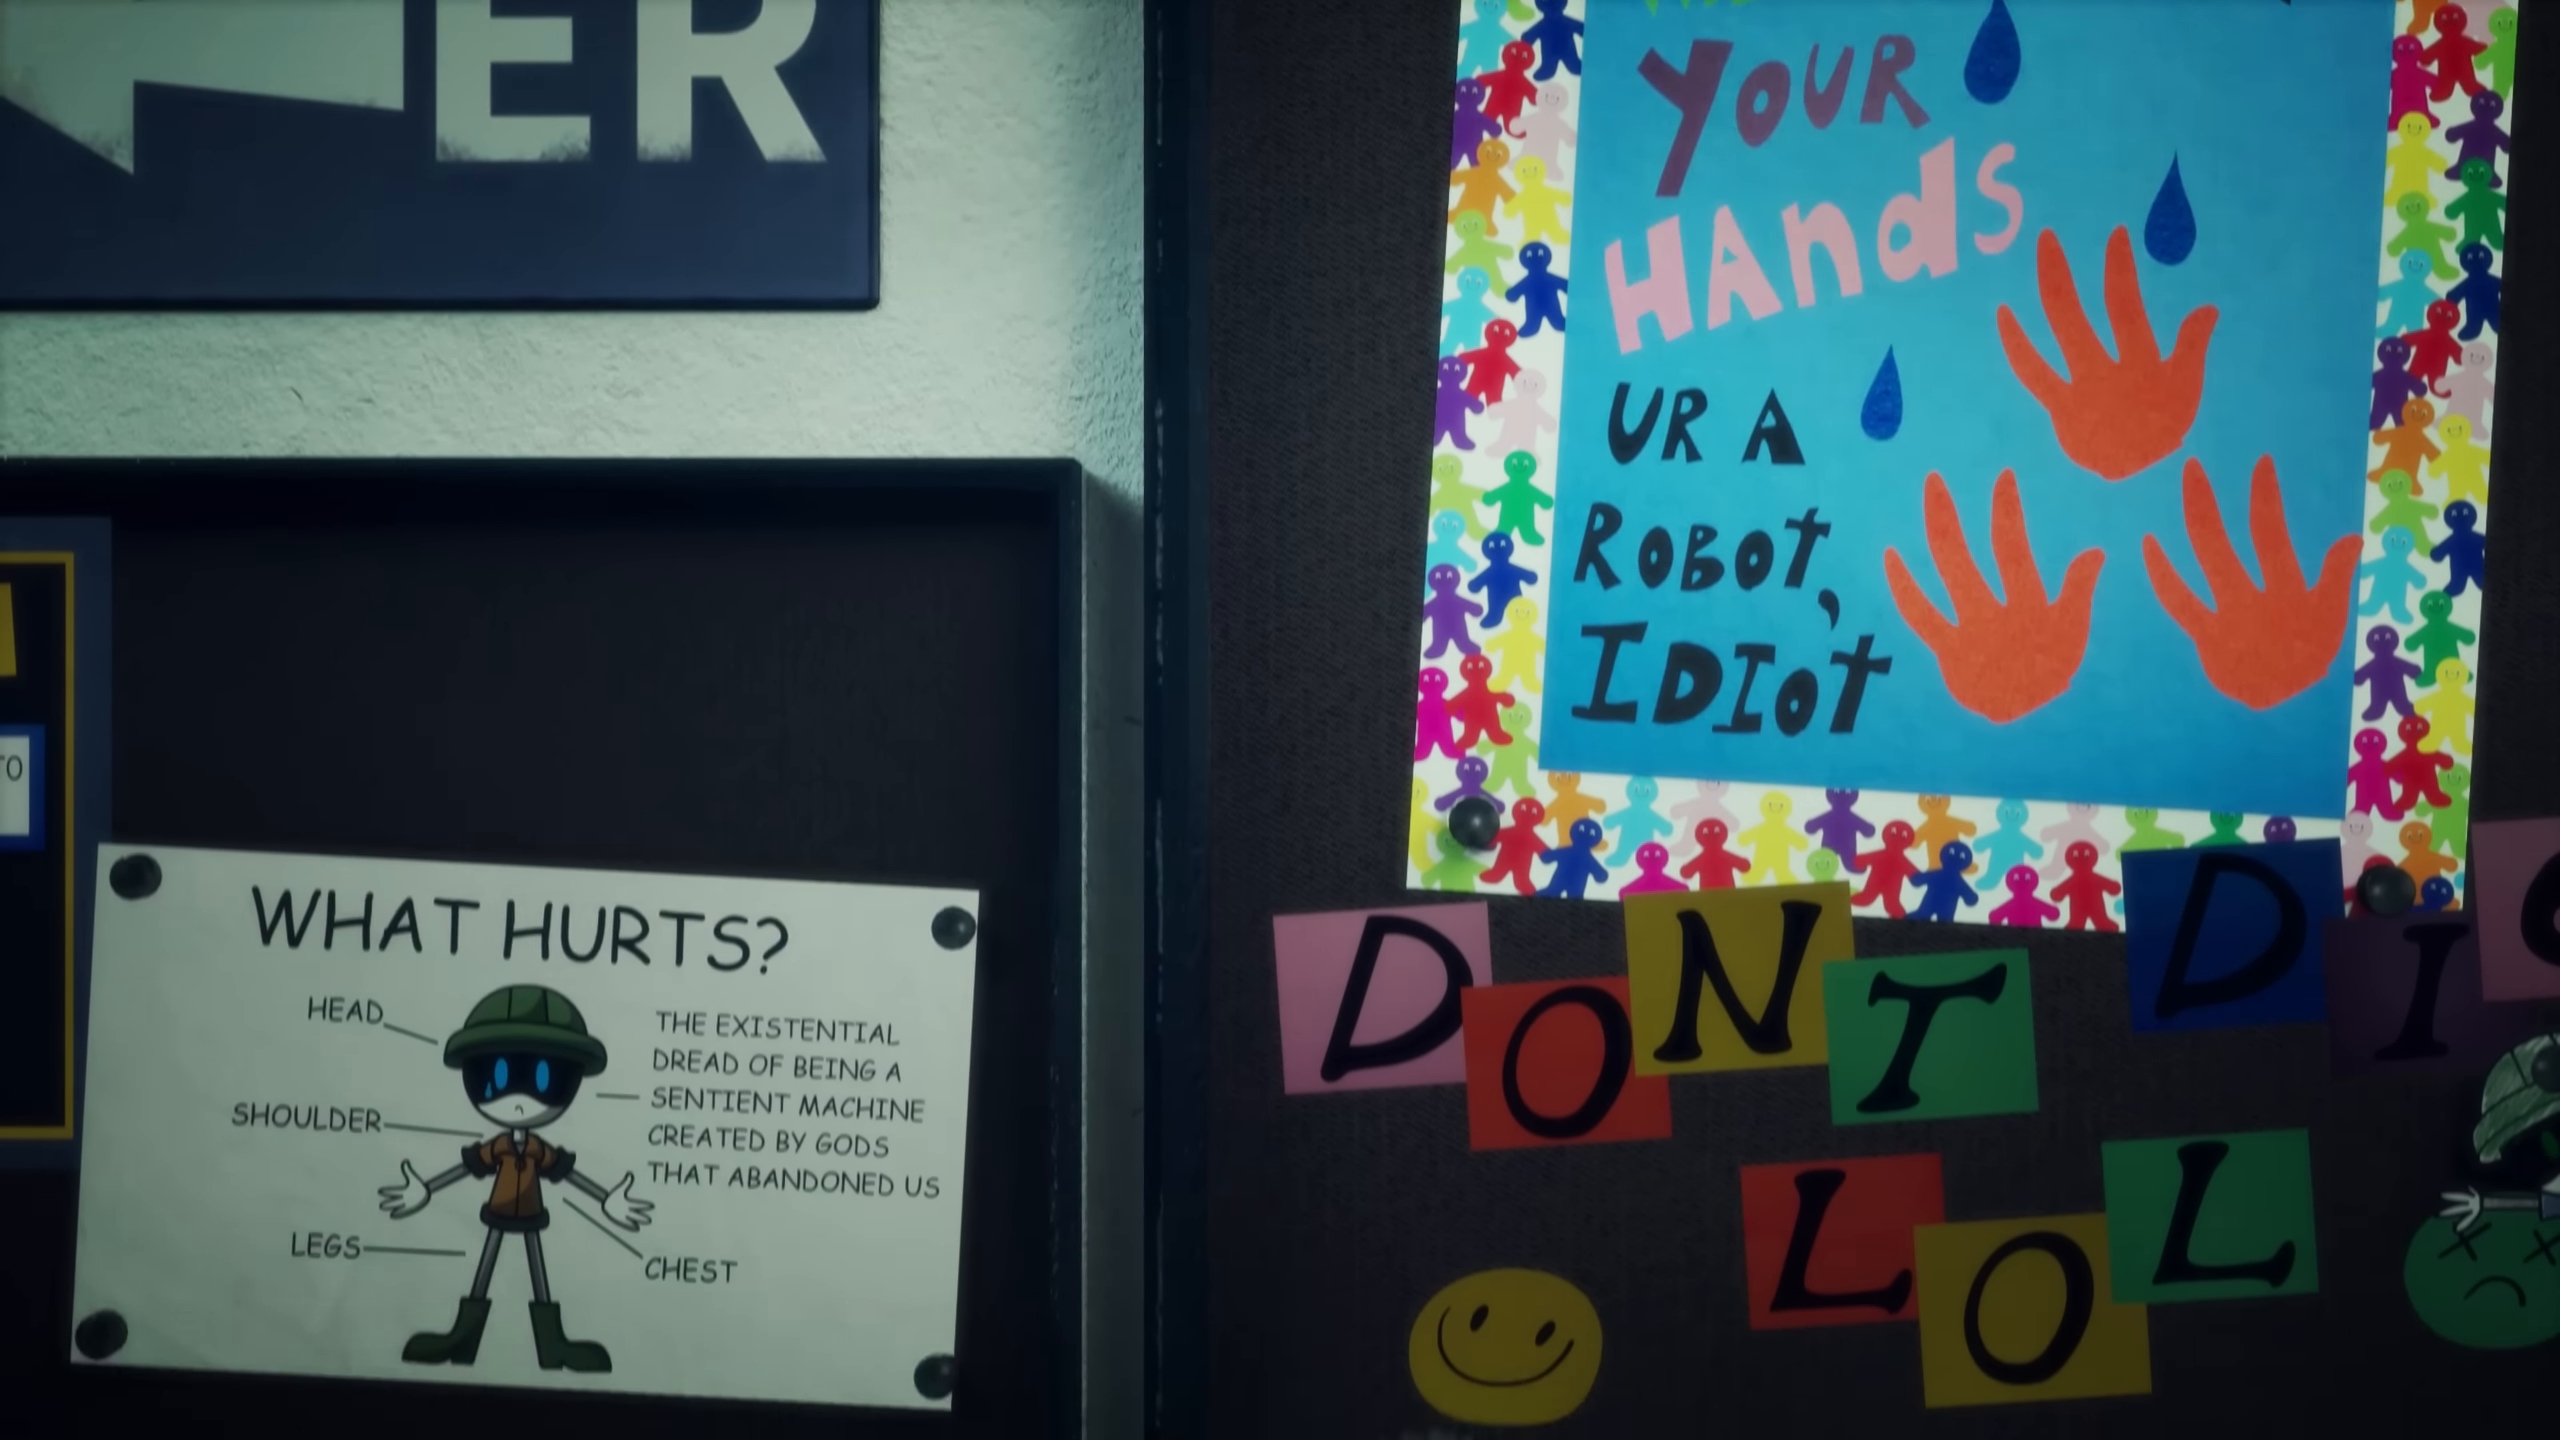 ER
YOUR
HANDS
UR A
ROBOT,
IDIOT
TO
WHAT HURTS?
HEAD
SHOULDER
LEGS
THE EXISTENTIAL
DREAD OF BEING A
SENTIENT MACHINE
CREATED BY GODS
THAT ABANDONED US
CHEST
DONT DI
LOL